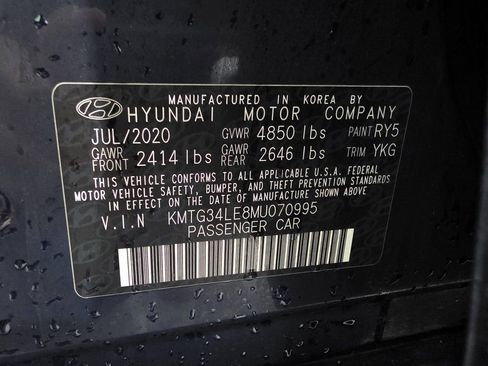 MANUFACTURED IN KOREA BY
HYUNDAI MOTOR COMPANY
JUL/2020 GVWR 4850 lbs PAINT RY5
GAWR FRONT 2414 lbs GAWR REAR 2646 lbs TRIM YKG
THIS VEHICLE CONFORMS TO ALL APPLICABLE U.S.A. FEDERAL
MOTOR VEHICLE SAFETY, BUMPER, AND THEFT PREVENTION STANDARDS
IN EFFECT ON THE DATE OF MANUFACTURE SHOWN ABOVE
V.I.N KMTG34LE8MU070995
PASSENGER CAR